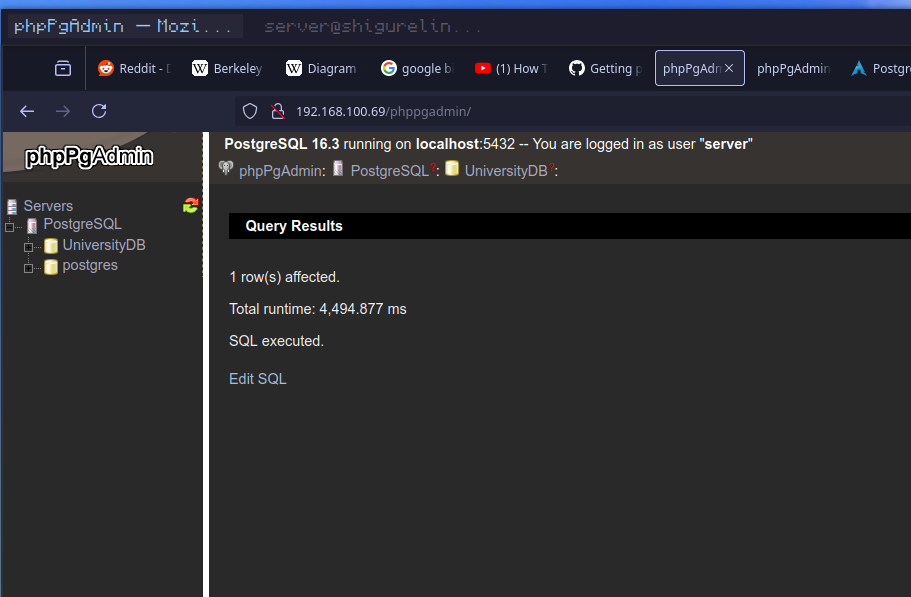 phpPgAdmin — Mozi... server@shigurelin...
Reddit - Berkeley Diagram google b (1) How T Getting phpPgAdn phpPgAdmin Postgr
192.168.100.69/phppgadmin/
phpPgAdmin
PostgreSQL 16.3 running on localhost:5432 -- You are logged in as user "server"
phpPgAdmin: PostgreSQL?: UniversityDB?:
Servers
PostgreSQL
UniversityDB
postgres
Query Results
1 row(s) affected.
Total runtime: 4,494.877 ms
SQL executed.
Edit SQL